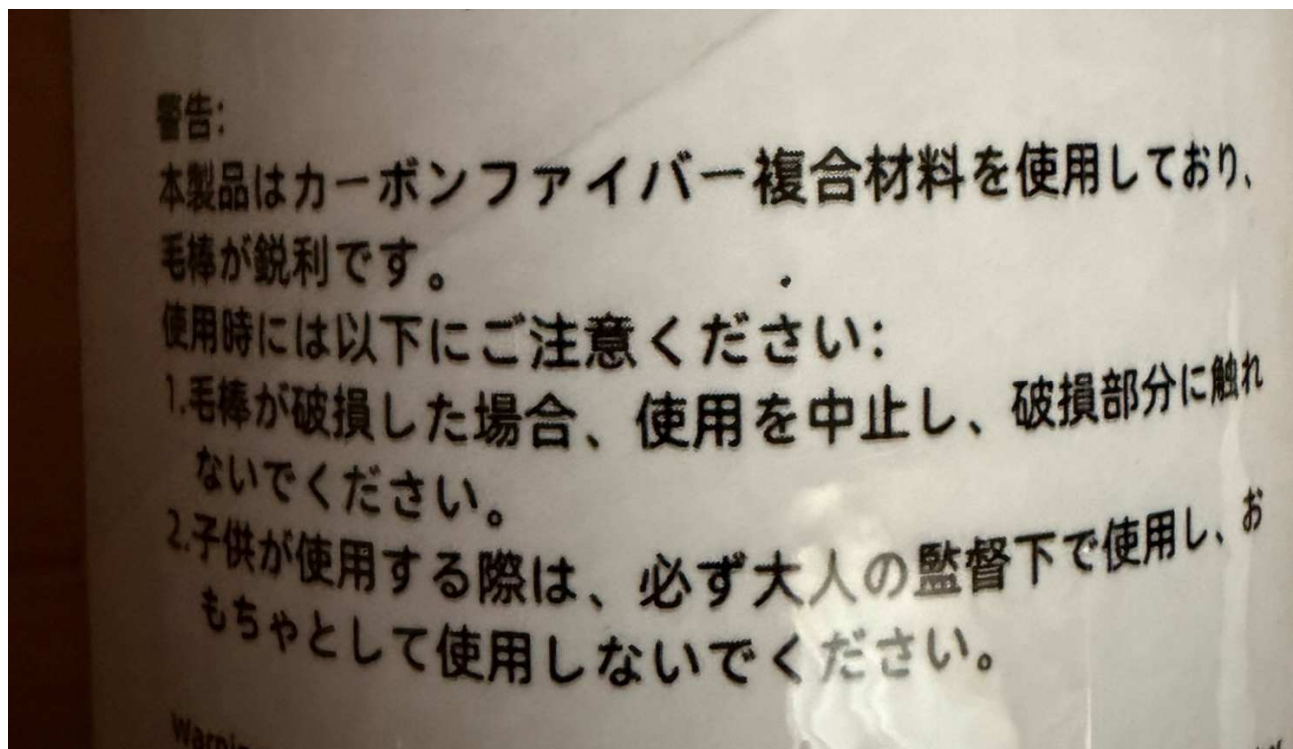 警告:
本製品はカーボンファイバー複合材料を使用しており、
毛棒が鋭利です。
使用時には以下にご注意ください:
1.毛棒が破損した場合、使用を中止し、破損部分に触れ
ないでください。
2.子供が使用する際は、必ず大人の監督下で使用し、お
もちゃとして使用しないでください。